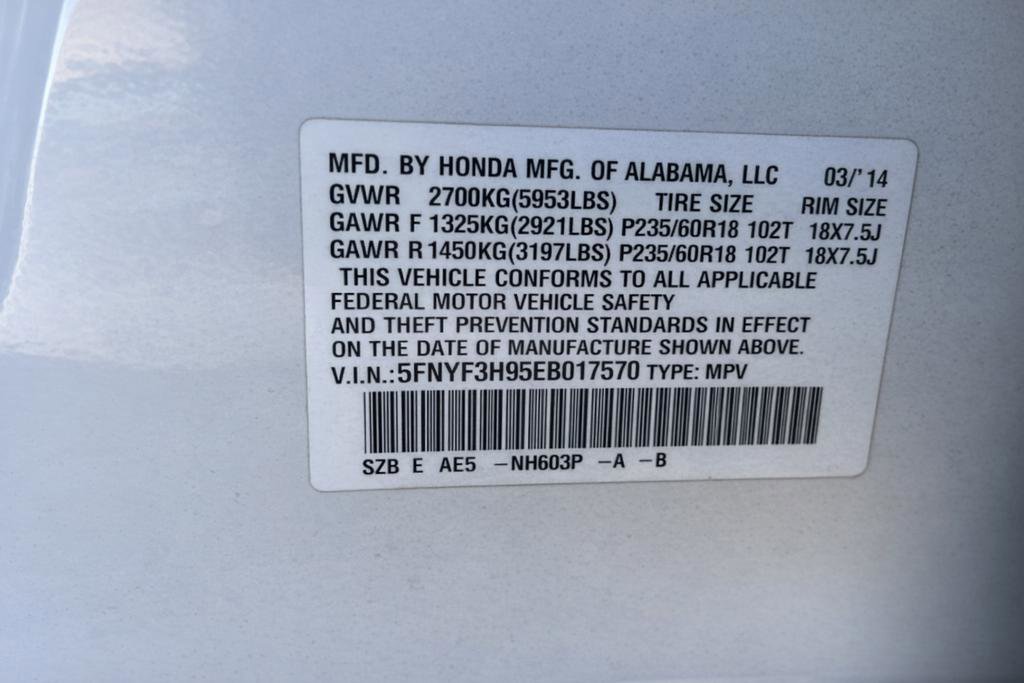 MFD. BY HONDA MFG. OF ALABAMA, LLC 03/'14
GVWR 2700KG(5953LBS) TIRE SIZE RIM SIZE
GAWR F 1325KG(2921LBS) P235/60R18 102T 18X7.5J
GAWR R 1450KG(3197LBS) P235/60R18 102T 18X7.5J
THIS VEHICLE CONFORMS TO ALL APPLICABLE
FEDERAL MOTOR VEHICLE SAFETY
AND THEFT PREVENTION STANDARDS IN EFFECT
ON THE DATE OF MANUFACTURE SHOWN ABOVE.
V.I.N.:5FNYF3H95EB017570 TYPE: MPV
SZB E AE5 –NH603P –A –B